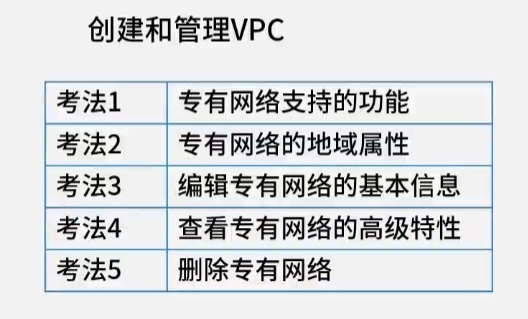 创建和管理VPC
考法1 专有网络支持的功能
考法2 专有网络的地域属性
考法3 编辑专有网络的基本信息
考法4 查看专有网络的高级特性
考法5 删除专有网络